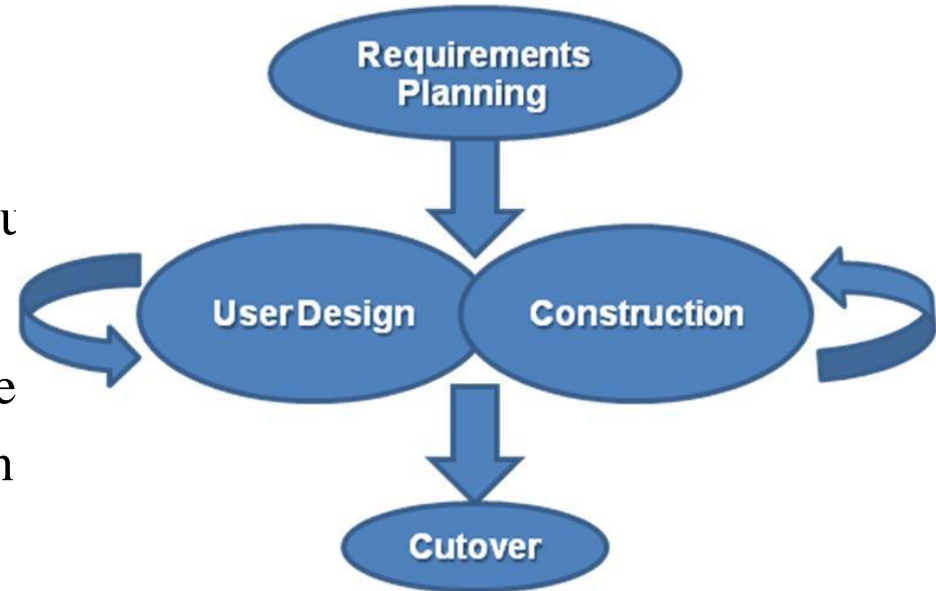 Requirements
Planning
u
User Design
Construction
e
n
Cutover